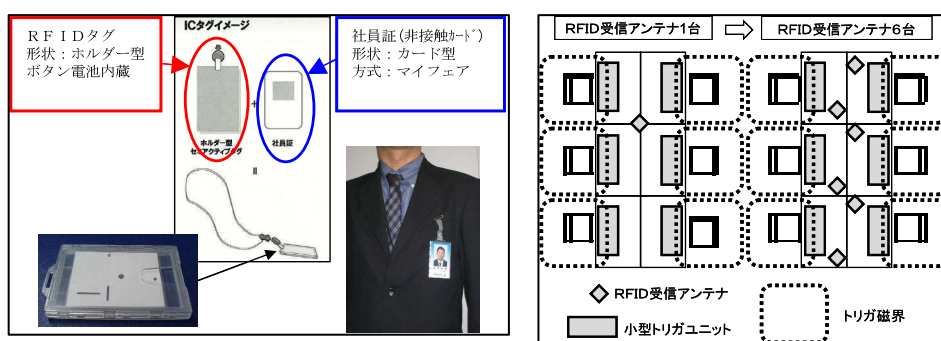 ＲＦＩＤタグ
形状：ホルダー型
ボタン電池内蔵
ICタグイメージ
社員証(非接触ｶｰﾄﾞ)
形状：カード型
方式：マイフェア
+
ホルダー型
セミアクティブタグ
社員証
=
RFID受信アンテナ1台
RFID受信アンテナ6台
RFID受信アンテナ
小型トリガユニット
トリガ磁界